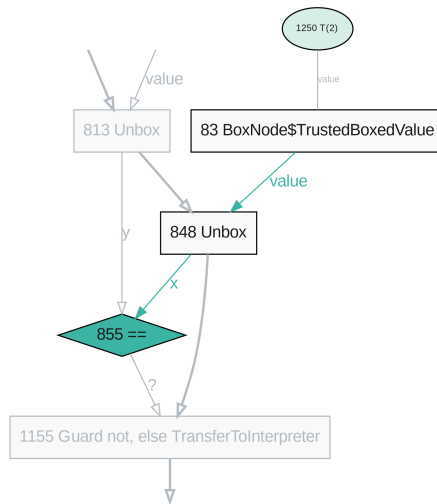 1250 T(2)
value
value
813 Unbox
83 BoxNode$TrustedBoxedValue
value
y
848 Unbox
x
855 ==
?
1155 Guard not, else TransferToInterpreter